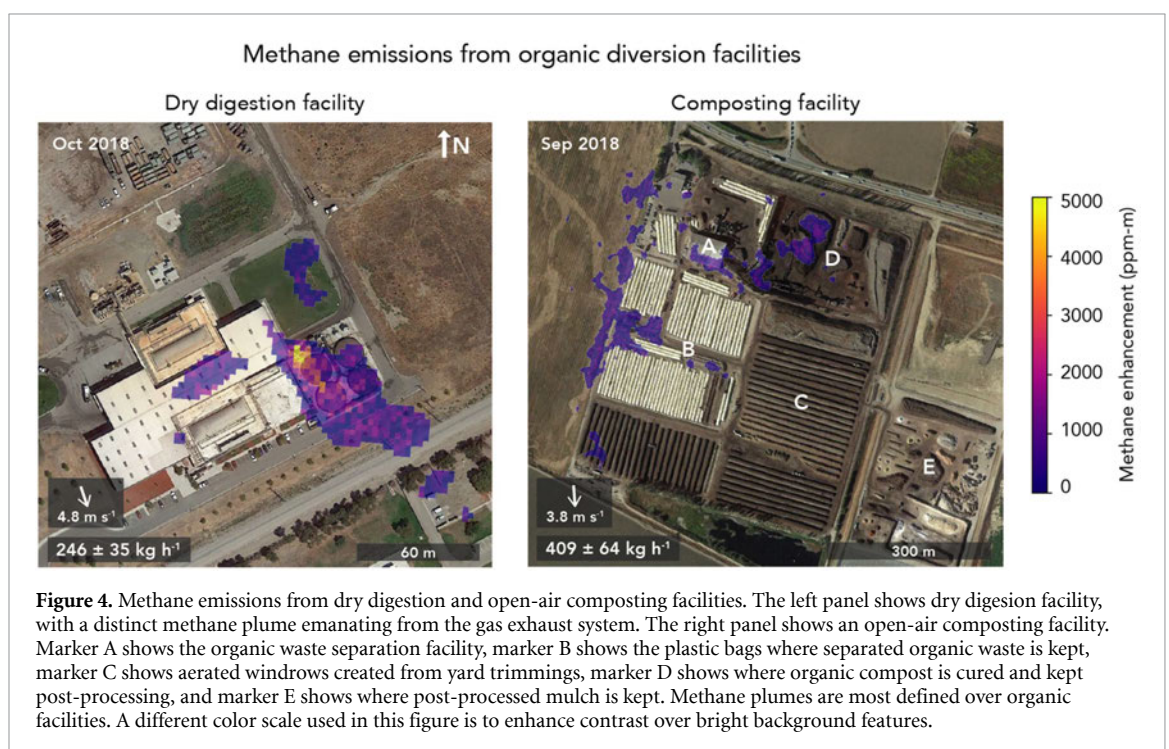 Methane emissions from organic diversion facilities
Dry digestion facility
Composting facility
Oct 2018
N
4.8 m s⁻¹
246 ± 35 kg h⁻¹
60 m
Sep 2018
A
D
B
C
E
3.8 m s⁻¹
409 ± 64 kg h⁻¹
300 m
5000
4000
3000
2000
1000
0
Methane enhancement (ppm-m)
Figure 4. Methane emissions from dry digestion and open-air composting facilities. The left panel shows dry digesion facility,
with a distinct methane plume emanating from the gas exhaust system. The right panel shows an open-air composting facility.
Marker A shows the organic waste separation facility, marker B shows the plastic bags where separated organic waste is kept,
marker C shows aerated windrows created from yard trimmings, marker D shows where organic compost is cured and kept
post-processing, and marker E shows where post-processed mulch is kept. Methane plumes are most defined over organic
facilities. A different color scale used in this figure is to enhance contrast over bright background features.